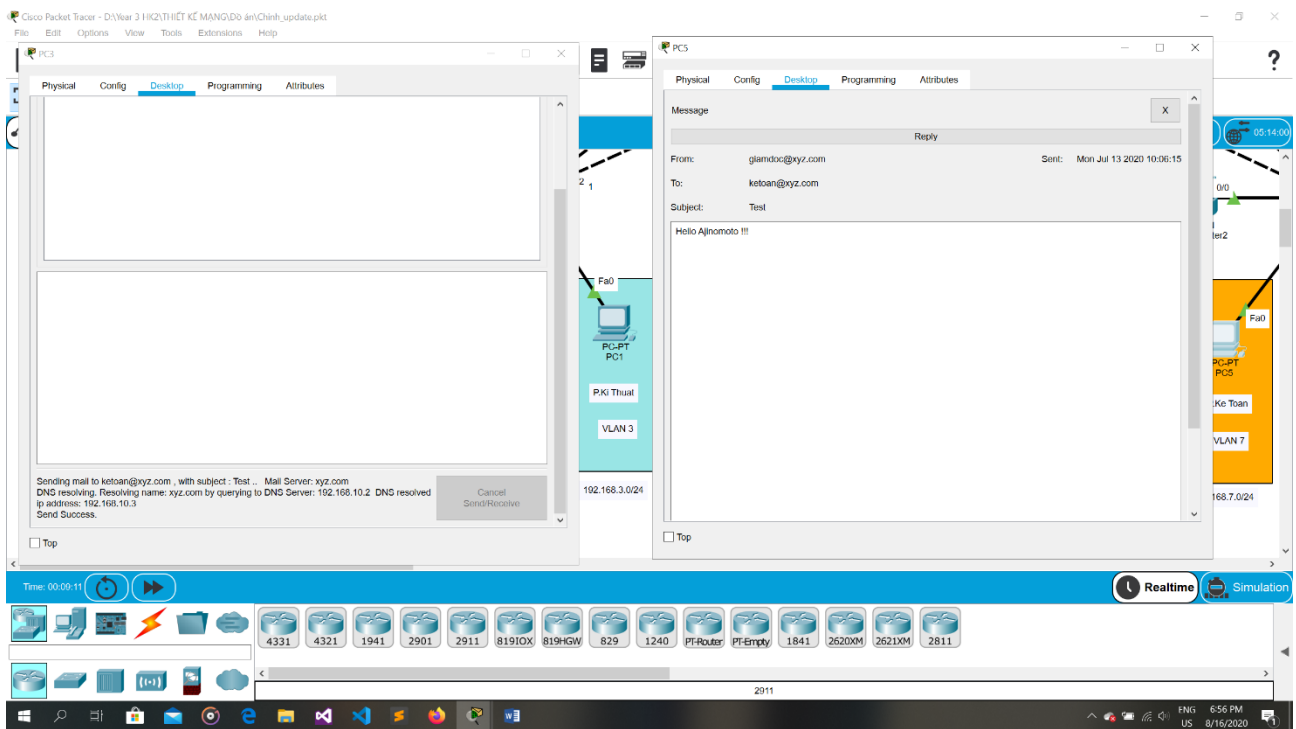 Cisco Packet Tracer - D:\Year 3 HK2\THIẾT KẾ MẠNG\Đồ án\Chinh_update.pkt
File Edit Options View Tools Extensions Help
PC3
Physical Config Desktop Programming Attributes
Sending mail to ketoan@xyz.com , with subject : Test .. Mail Server: xyz.com
DNS resolving. Resolving name: xyz.com by querying to DNS Server: 192.168.10.2 DNS resolved
ip address: 192.168.10.3
Send Success.
Cancel
Send/Receive
Top
PC5
Physical Config Desktop Programming Attributes
Message
X
Reply
From: giamdoc@xyz.com Sent: Mon Jul 13 2020 10:06:15
To: ketoan@xyz.com
Subject: Test
Hello Ajinomoto !!!
Top
?
05:14:00
2 1
Fa0
PC-PT
PC1
P.Ki Thuat
VLAN 3
192.168.3.0/24
0/0
ter2
Fa0
PC-PT
PC5
Ke Toan
VLAN 7
168.7.0/24
Time: 00:09:11
Realtime
Simulation
4331 4321 1941 2901 2911 819IOX 819HGW 829 1240 PT-Router PT-Empty 1841 2620XM 2621XM 2811
2911
ENG 6:56 PM
US 8/16/2020